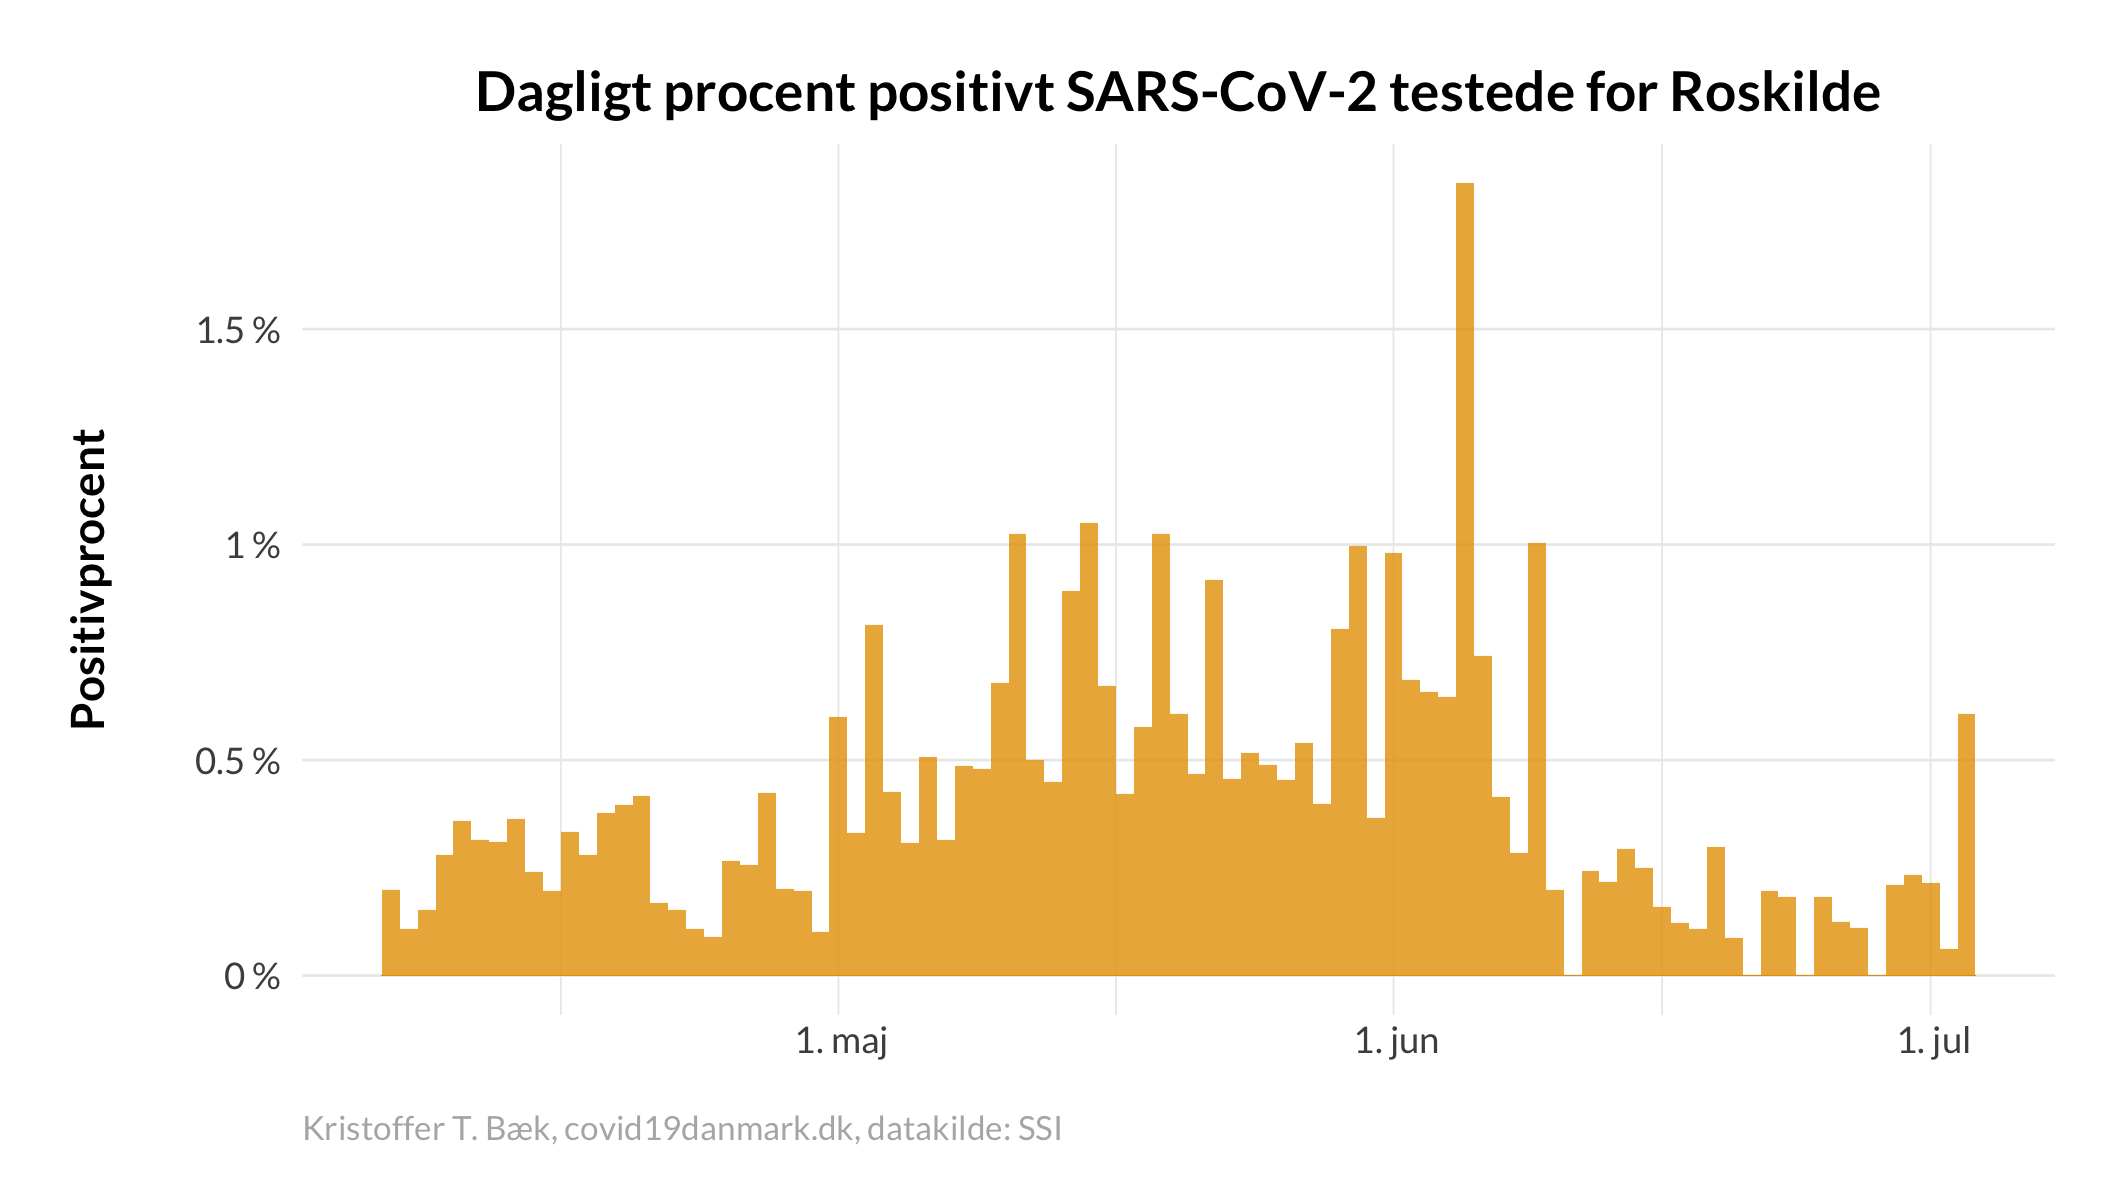 Dagligt procent positivt SARS-CoV-2 testede for Roskilde
Positivprocent
1.5 %
1 %
0.5 %
0 %
1. maj
1. jun
1. jul
Kristoffer T. Bæk, covid19danmark.dk, datakilde: SSI